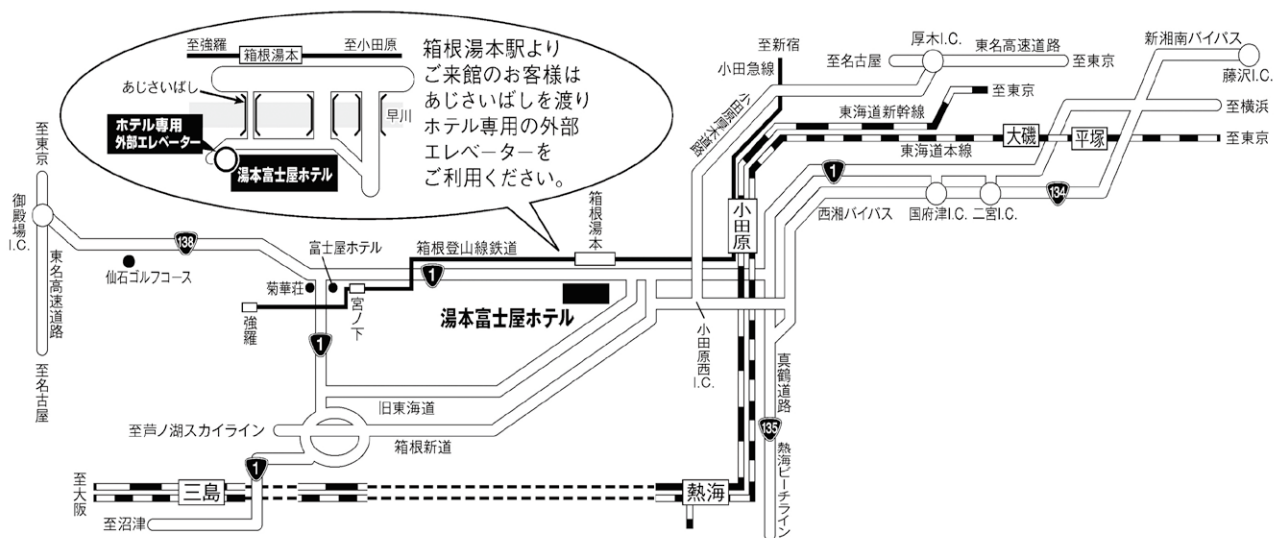 至強羅
箱根湯本
至小田原
あじさいばし
早川
ホテル専用
外部エレベーター
湯本富士屋ホテル
箱根湯本駅より
ご来館のお客様は
あじさいばしを渡り
ホテル専用の外部
エレベーターを
ご利用ください。
至新宿
小田急線
小田原厚木道路
至名古屋
厚木I.C.
東名高速道路
至東京
新湘南バイパス
藤沢I.C.
東海道新幹線
至東京
至横浜
大磯
平塚
至東京
東海道本線
1
134
西湘バイパス
国府津I.C.
二宮I.C.
至東京
御殿場I.C.
東名高速道路
至名古屋
138
仙石ゴルフコース
富士屋ホテル
菊華荘
強羅
宮ノ下
箱根登山線鉄道
1
箱根湯本
小田原
湯本富士屋ホテル
小田原西I.C.
1
旧東海道
至芦ノ湖スカイライン
箱根新道
真鶴道路
135
熱海ビーチライン
1
至大阪
三島
熱海
至沼津